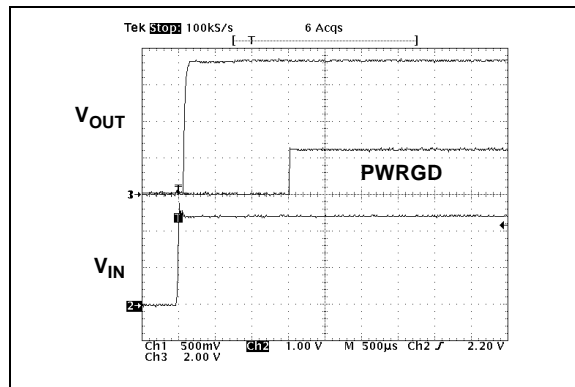 Tek Stop: 100kS/s 6 Acqs
T
VOUT
PWRGD
3
T
VIN
2
Ch1 500mV Ch2 1.00 V M 500µs Ch2 2.20 V
Ch3 2.00 V